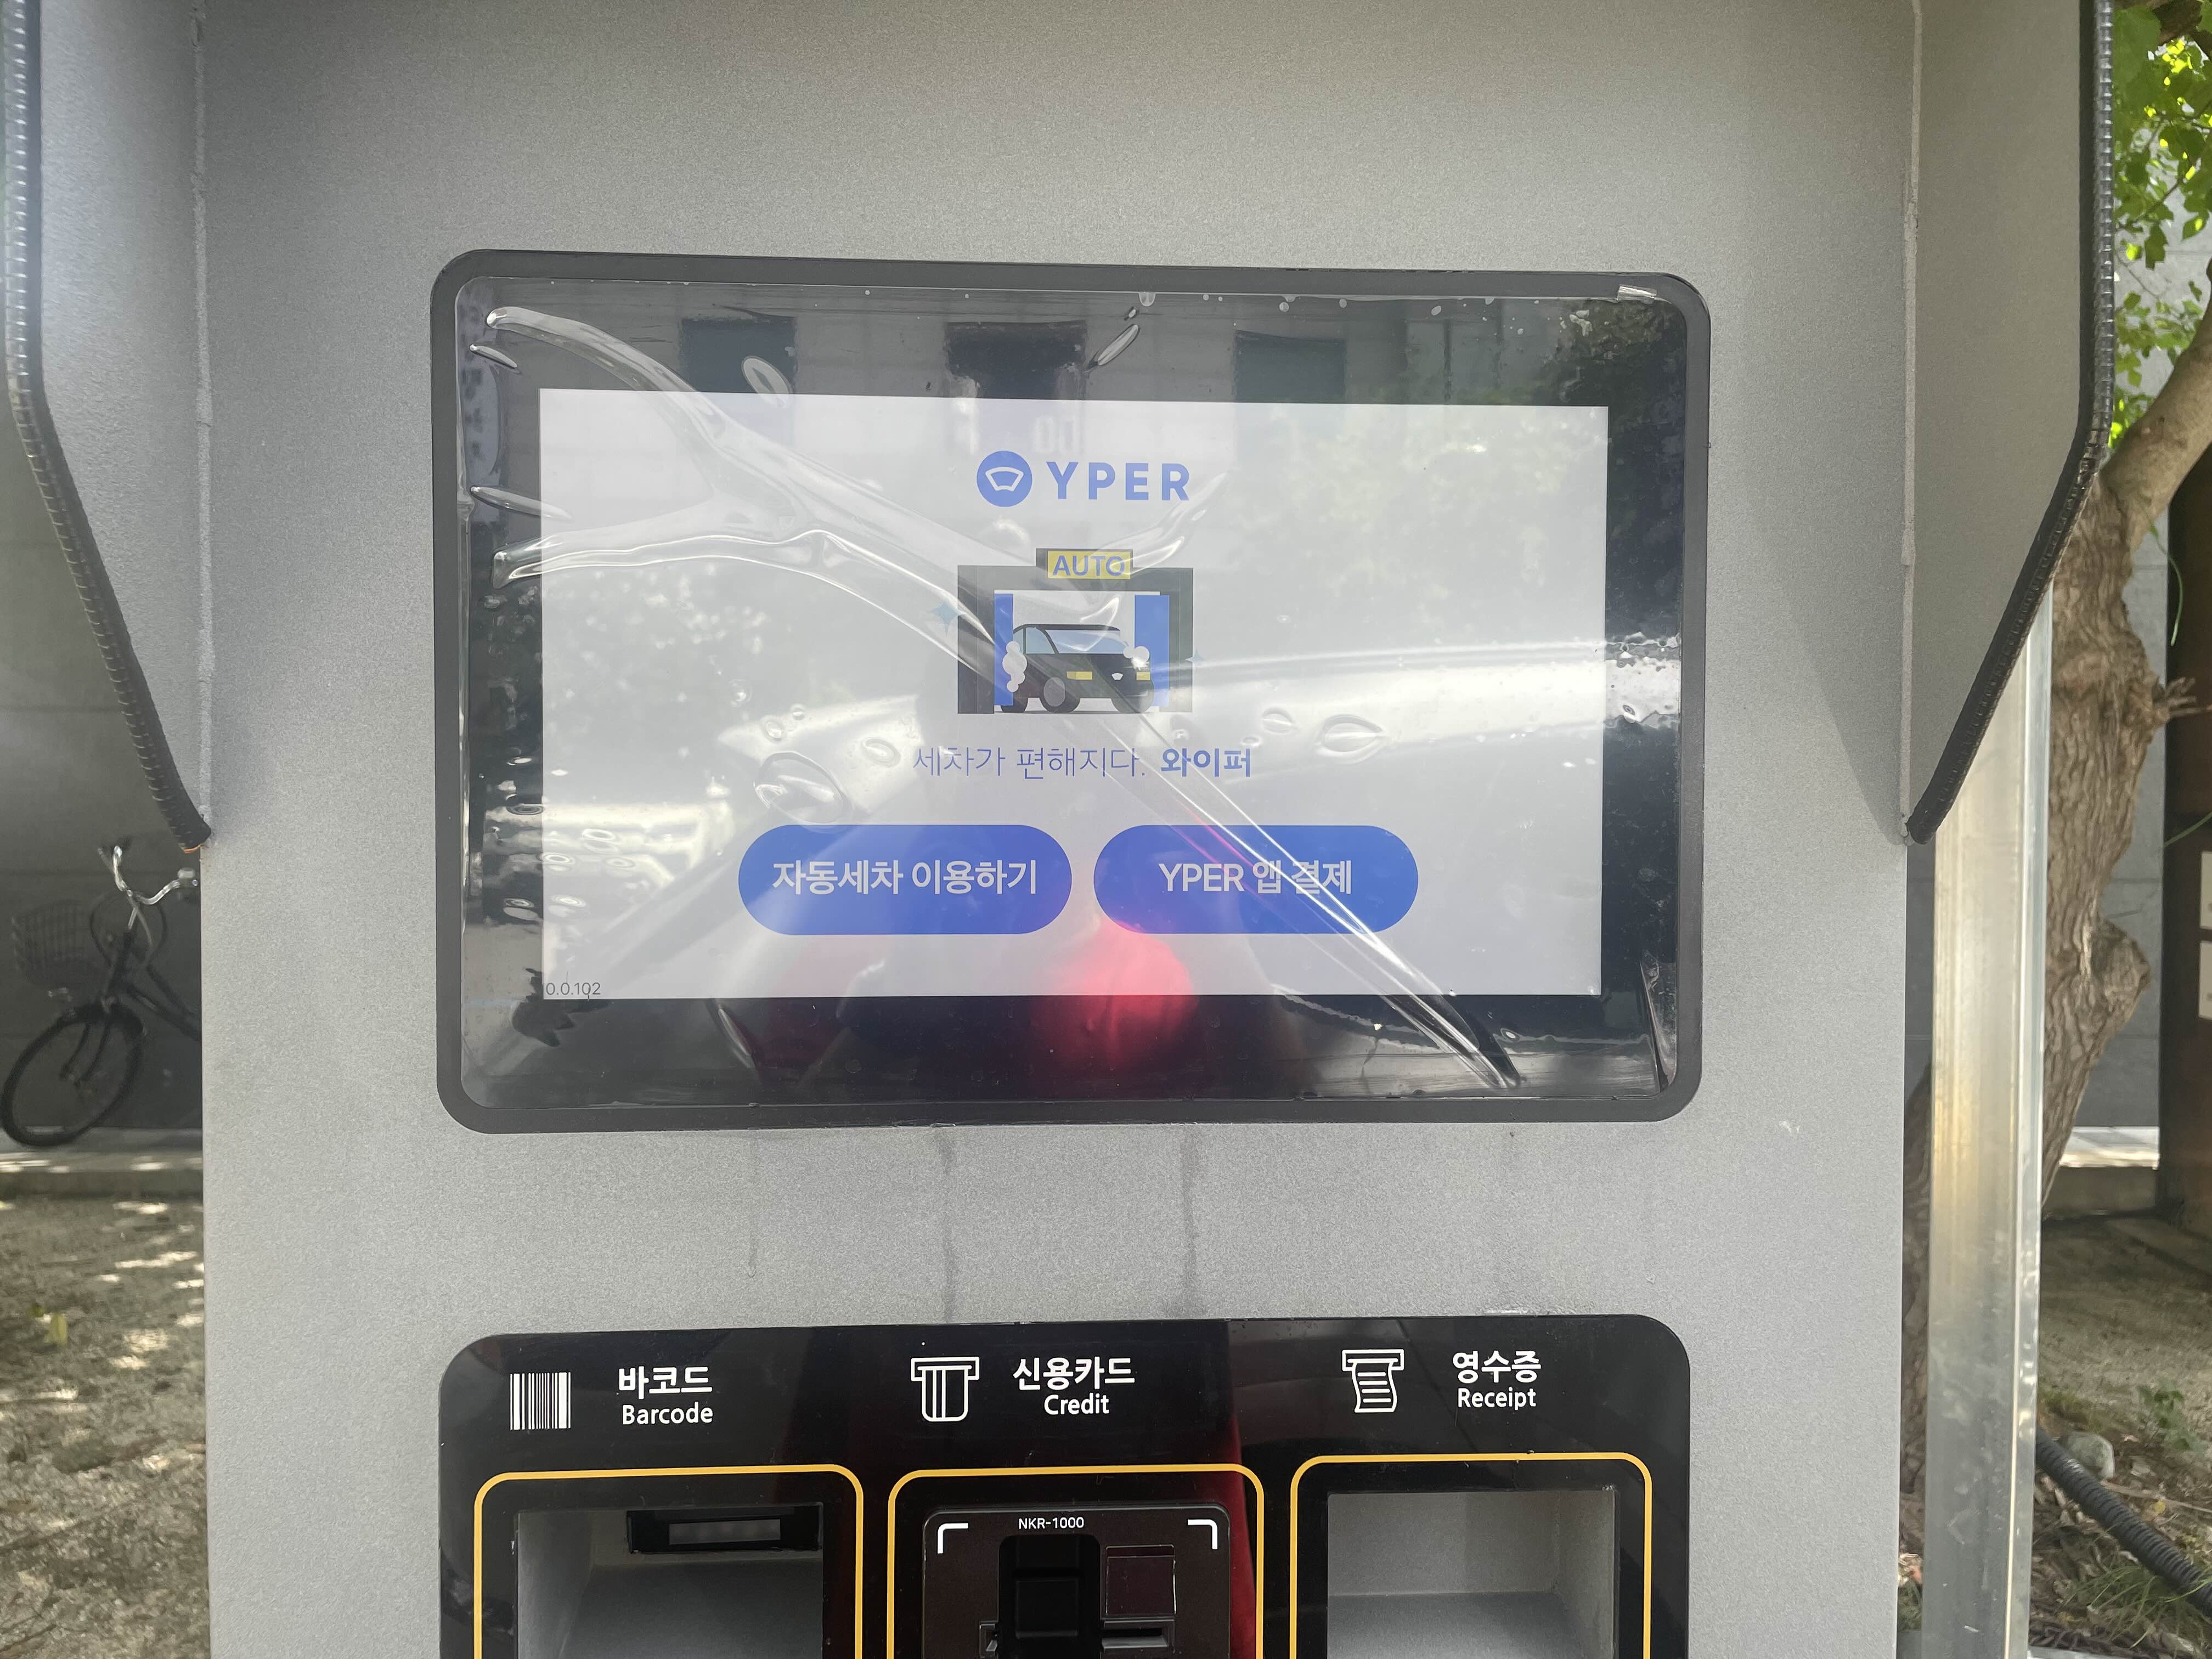 YPER
AUTO
세차가 편해지다. 와이퍼
자동세차 이용하기
YPER 앱 결제
0.0.102
바코드
Barcode
신용카드
Credit
영수증
Receipt
NKR-1000